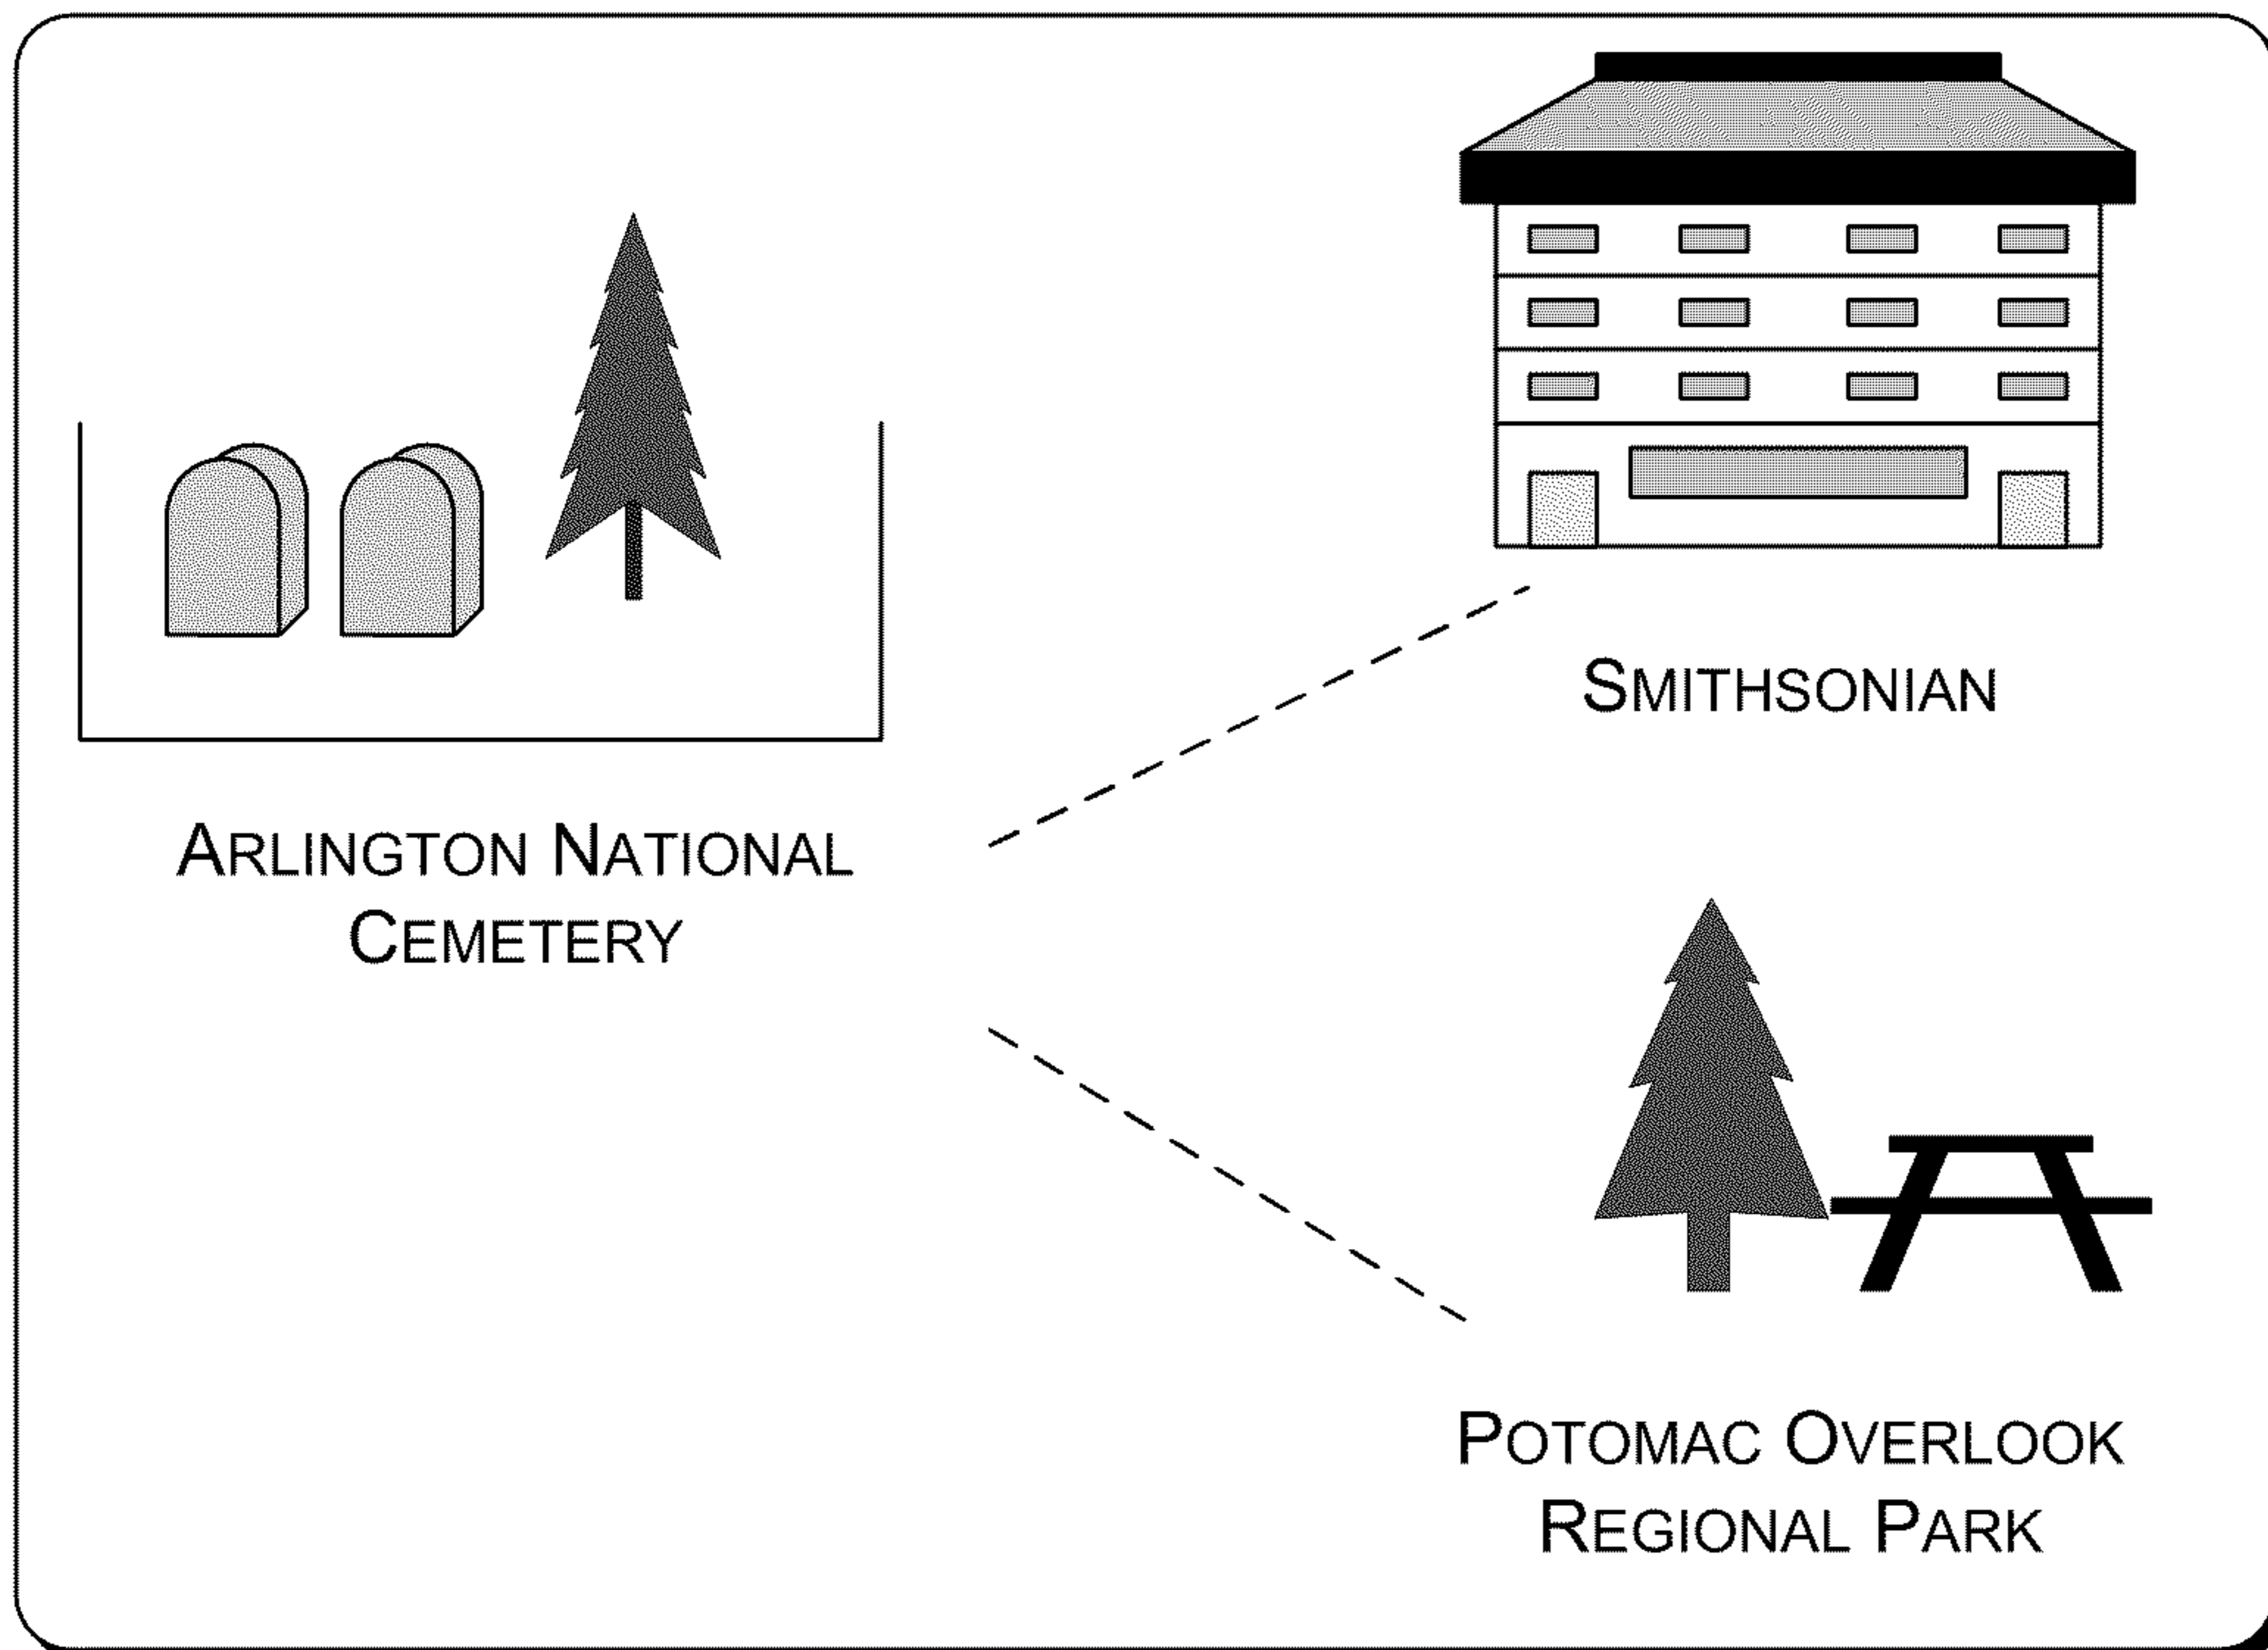 SMITHSONIAN
ARLINGTON NATIONAL
CEMETERY
POTOMAC OVERLOOK
REGIONAL PARK